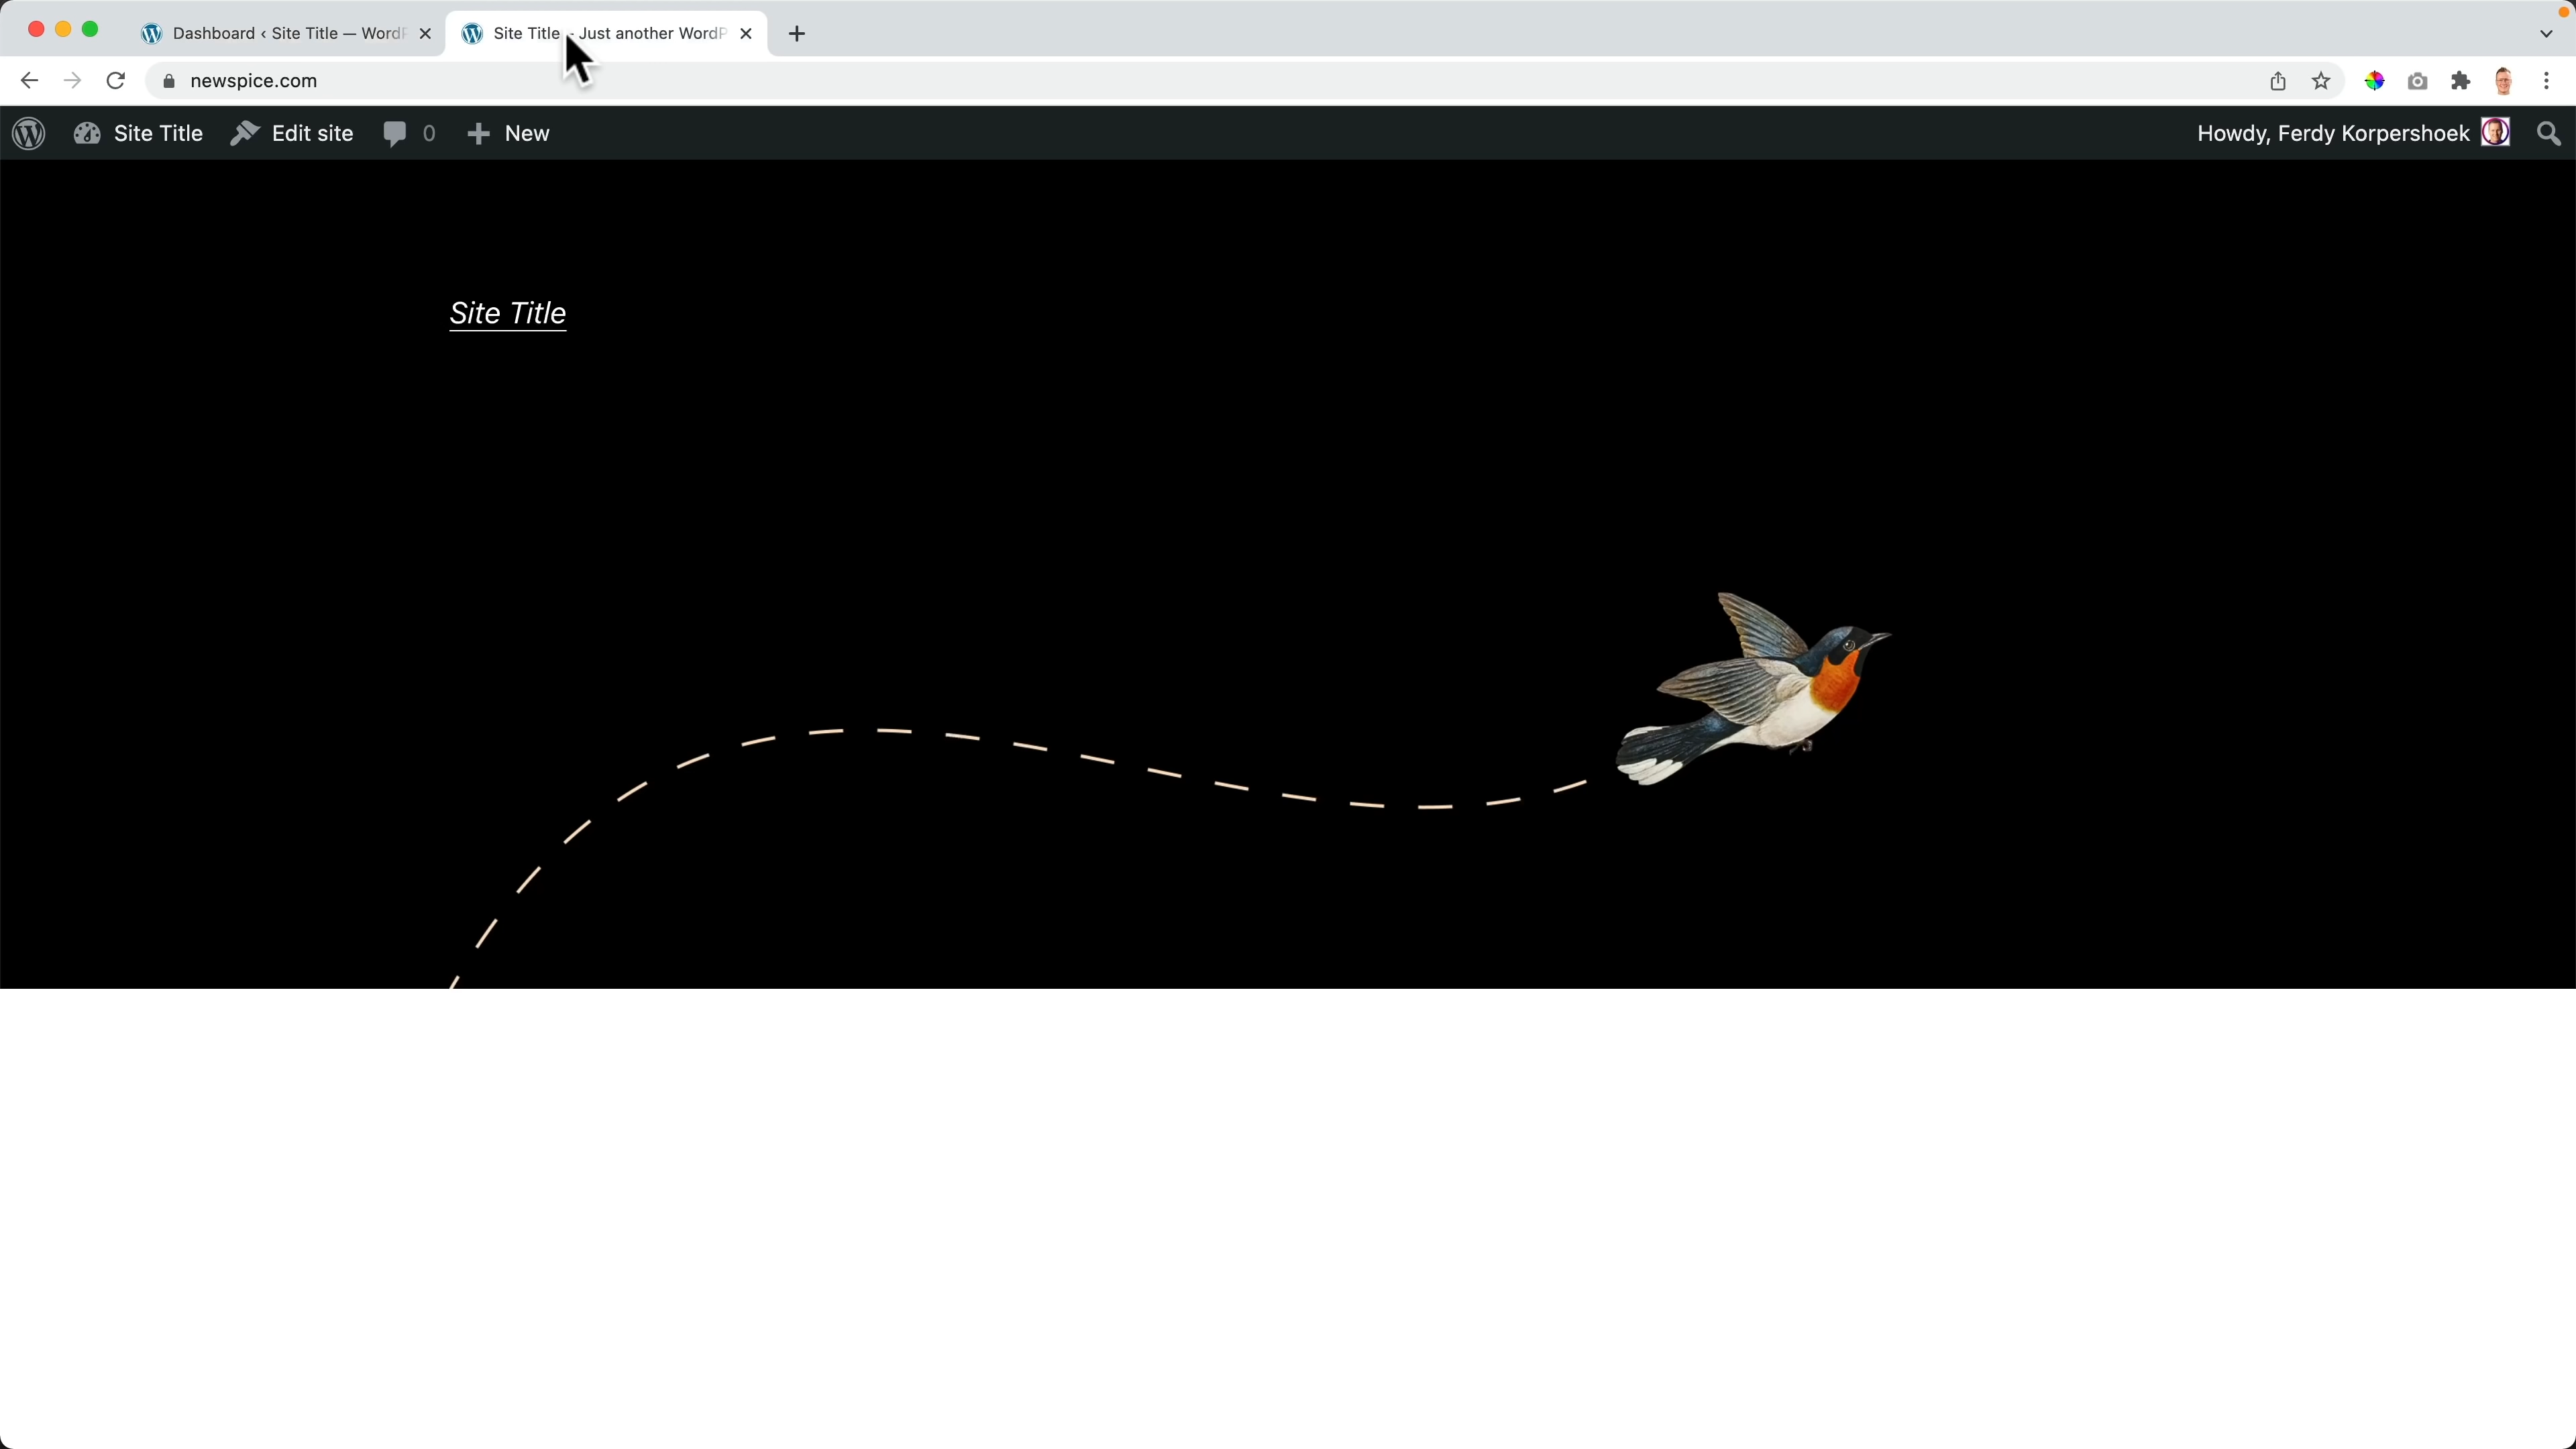 Dashboard ‹ Site Title — WordP
Site Title - Just another WordP
newspice.com
Site Title
Edit site
0
New
Howdy, Ferdy Korpershoek
Site Title